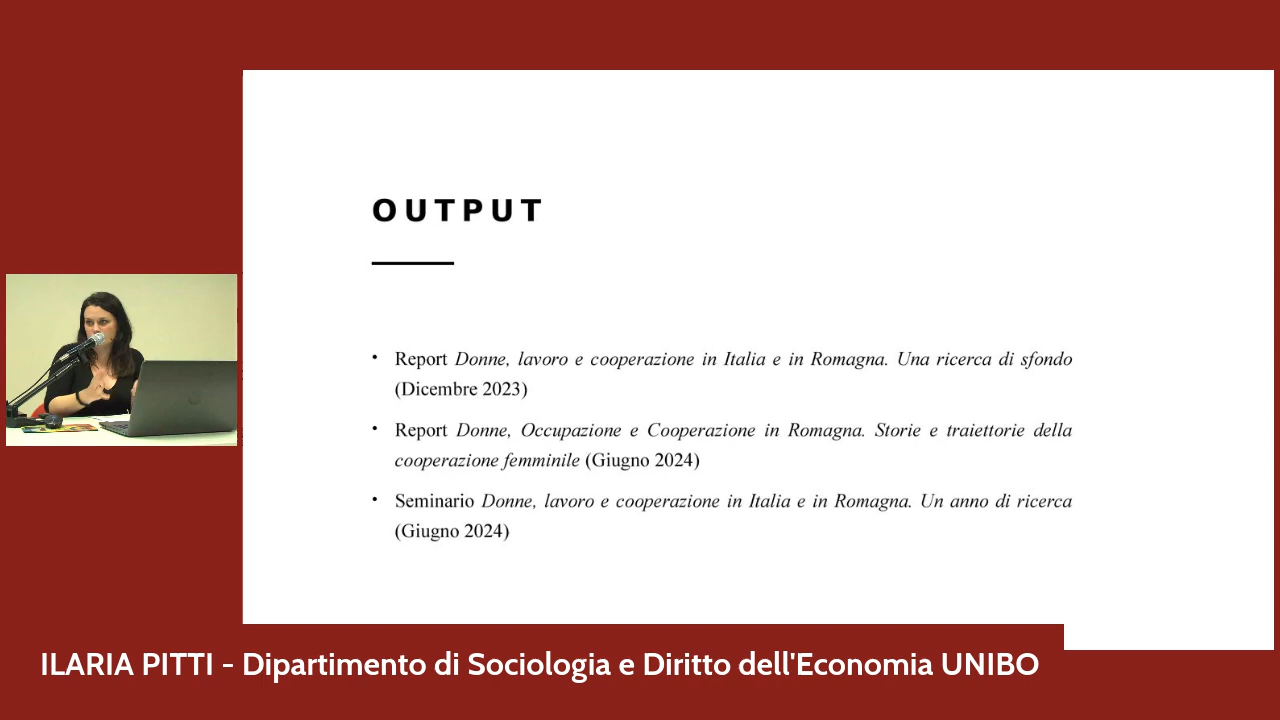 OUTPUT
• Report Donne, lavoro e cooperazione in Italia e in Romagna. Una ricerca di sfondo
(Dicembre 2023)
• Report Donne, Occupazione e Cooperazione in Romagna. Storie e traiettorie della
cooperazione femminile (Giugno 2024)
• Seminario Donne, lavoro e cooperazione in Italia e in Romagna. Un anno di ricerca
(Giugno 2024)
ILARIA PITTI - Dipartimento di Sociologia e Diritto dell'Economia UNIBO